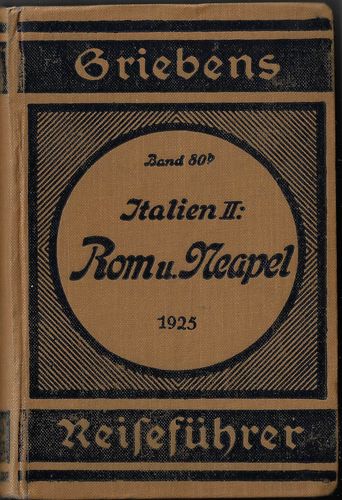 Griebens
Band 80b
Italien II:
Rom u. Neapel
1925
Reiſeführer